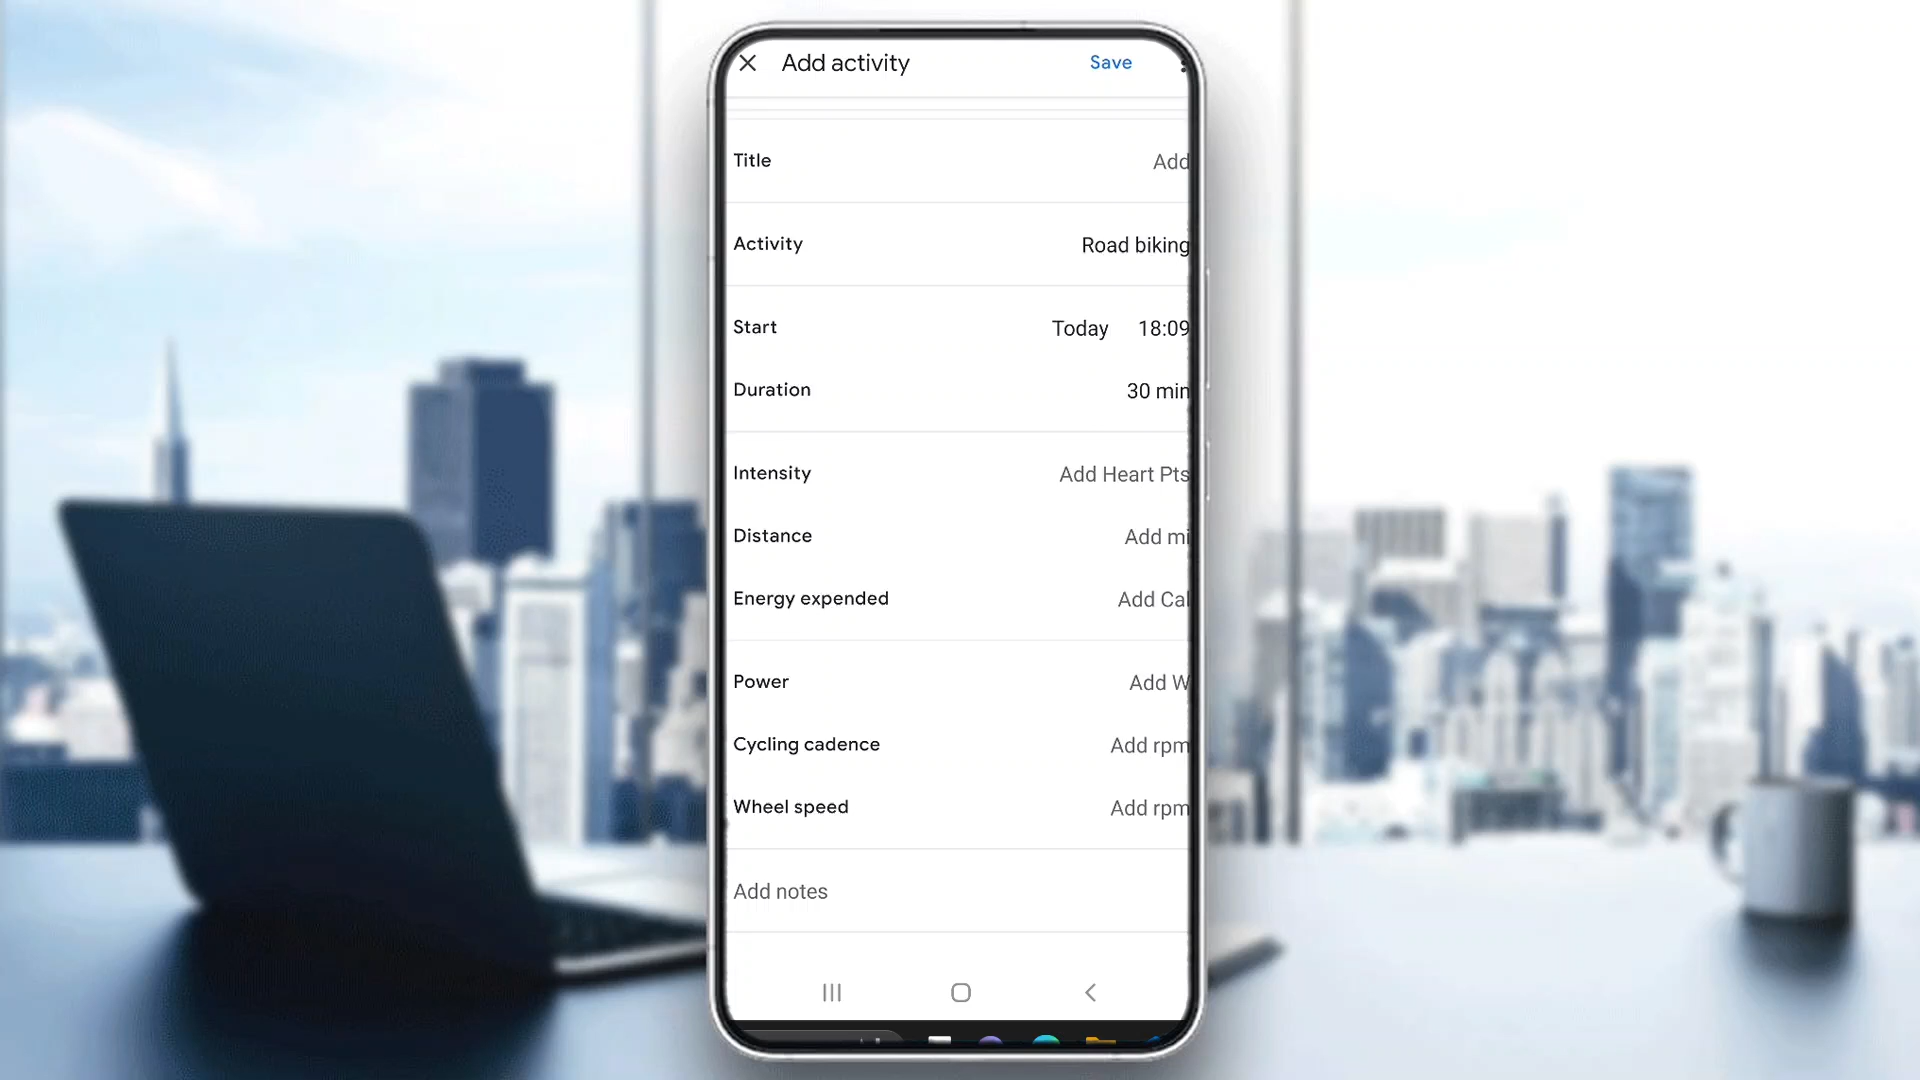 Add activity Save
Title Add
Activity Road biking
Start Today 18:09
Duration 30 min
Intensity Add Heart Pts
Distance Add mi
Energy expended Add Cal
Power Add W
Cycling cadence Add rpm
Wheel speed Add rpm
Add notes